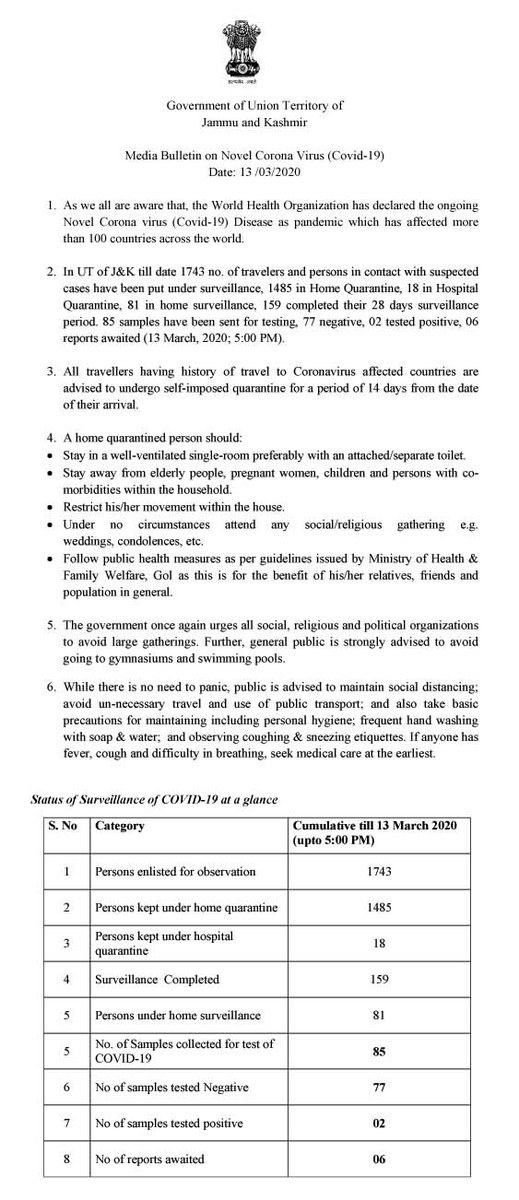 सत्यमेव जयते
Government of Union Territory of
Jammu and Kashmir
Media Bulletin on Novel Corona Virus (Covid-19)
Date: 13 /03/2020
1. As we all are aware that, the World Health Organization has declared the ongoing
Novel Corona virus (Covid-19) Disease as pandemic which has affected more
than 100 countries across the world.
2. In UT of J&K till date 1743 no. of travelers and persons in contact with suspected
cases have been put under surveillance, 1485 in Home Quarantine, 18 in Hospital
Quarantine, 81 in home surveillance, 159 completed their 28 days surveillance
period. 85 samples have been sent for testing, 77 negative, 02 tested positive, 06
reports awaited (13 March, 2020; 5:00 PM).
3. All travellers having history of travel to Coronavirus affected countries are
advised to undergo self-imposed quarantine for a period of 14 days from the date
of their arrival.
4. A home quarantined person should:
• Stay in a well-ventilated single-room preferably with an attached/separate toilet.
• Stay away from elderly people, pregnant women, children and persons with co-
morbidities within the household.
• Restrict his/her movement within the house.
• Under no circumstances attend any social/religious gathering e.g.
weddings, condolences, etc.
• Follow public health measures as per guidelines issued by Ministry of Health &
Family Welfare, GoI as this is for the benefit of his/her relatives, friends and
population in general.
5. The government once again urges all social, religious and political organizations
to avoid large gatherings. Further, general public is strongly advised to avoid
going to gymnasiums and swimming pools.
6. While there is no need to panic, public is advised to maintain social distancing;
avoid un-necessary travel and use of public transport; and also take basic
precautions for maintaining including personal hygiene; frequent hand washing
with soap & water; and observing coughing & sneezing etiquettes. If anyone has
fever, cough and difficulty in breathing, seek medical care at the earliest.
Status of Surveillance of COVID-19 at a glance
S. No Category Cumulative till 13 March 2020
(upto 5:00 PM)
1 Persons enlisted for observation 1743
2 Persons kept under home quarantine 1485
3 Persons kept under hospital
quarantine 18
4 Surveillance Completed 159
5 Persons under home surveillance 81
5 No. of Samples collected for test of
COVID-19 85
6 No of samples tested Negative 77
7 No of samples tested positive 02
8 No of reports awaited 06